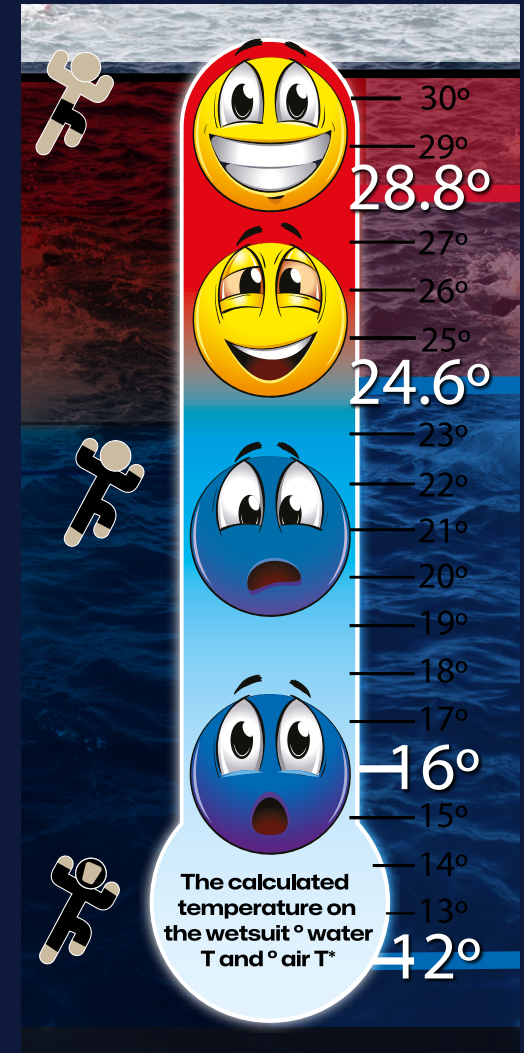 30º
29º
28.8º
27º
26º
25º
24.6º
23º
22º
21º
20º
19º
18º
17º
16º
15º
14º
13º
12º
The calculated
temperature on
the wetsuit º water
T and º air T*